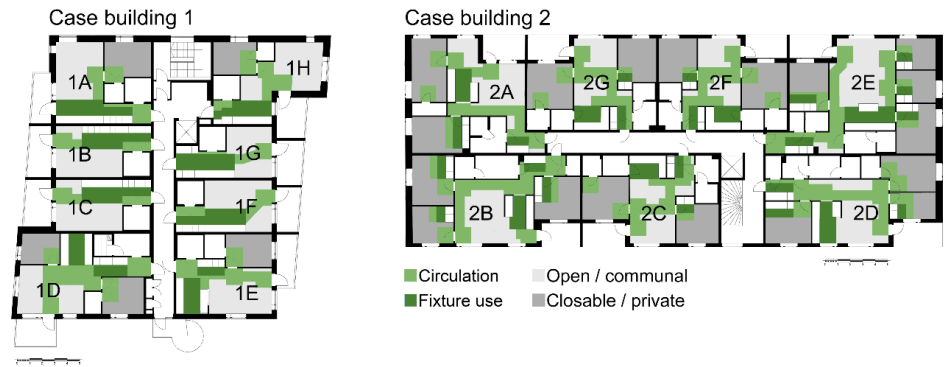 Case building 1
Case building 2
1A
1H
1B
1G
1C
1F
1D
1E
2A
2G
2F
2E
2B
2C
2D
Circulation
Open / communal
Fixture use
Closable / private